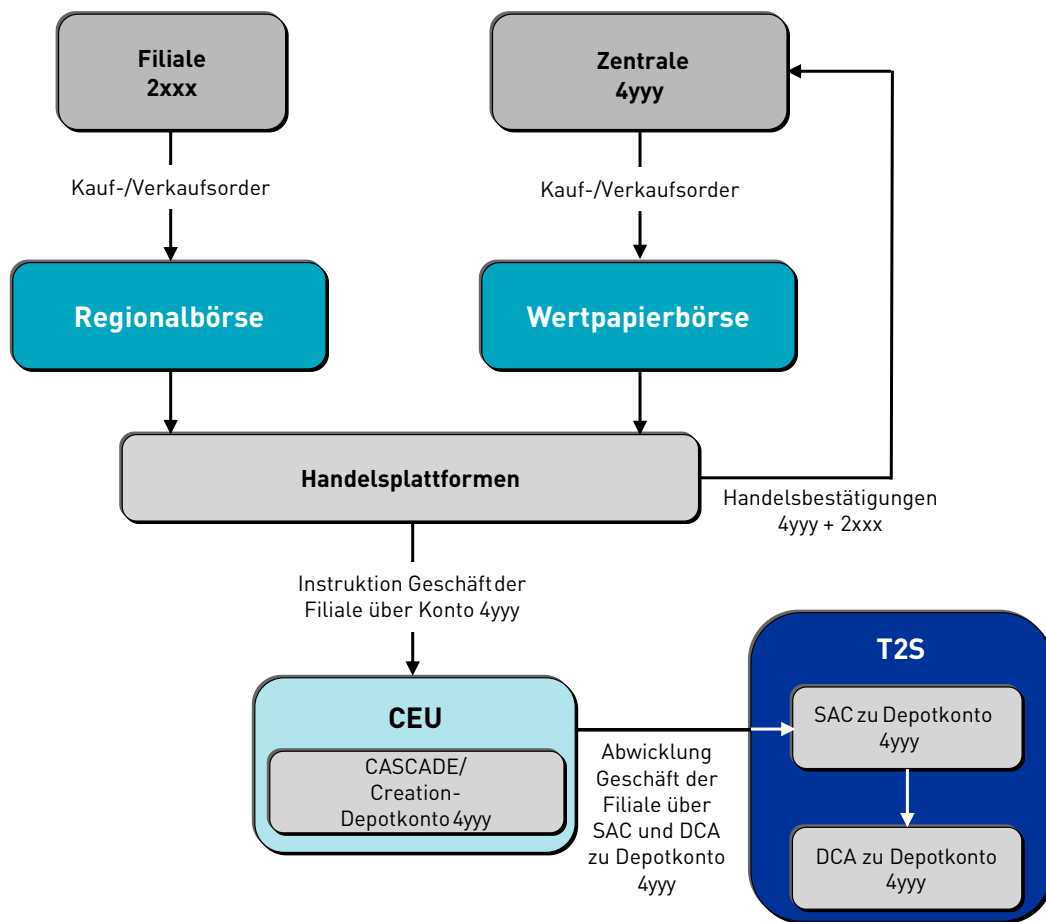 Filiale
2xxx
Zentrale
4yyy
Kauf-/Verkaufsorder
Kauf-/Verkaufsorder
Regionalbörse
Wertpapierbörse
Handelsplattformen
Handelsbestätigungen
4yyy + 2xxx
Instruktion Geschäft der
Filiale über Konto 4yyy
CEU
CASCADE/
Creation-
Depotkonto 4yyy
Abwicklung
Geschäft der
Filiale über
SAC und DCA
zu Depotkonto
4yyy
T2S
SAC zu Depotkonto
4yyy
DCA zu Depotkonto
4yyy